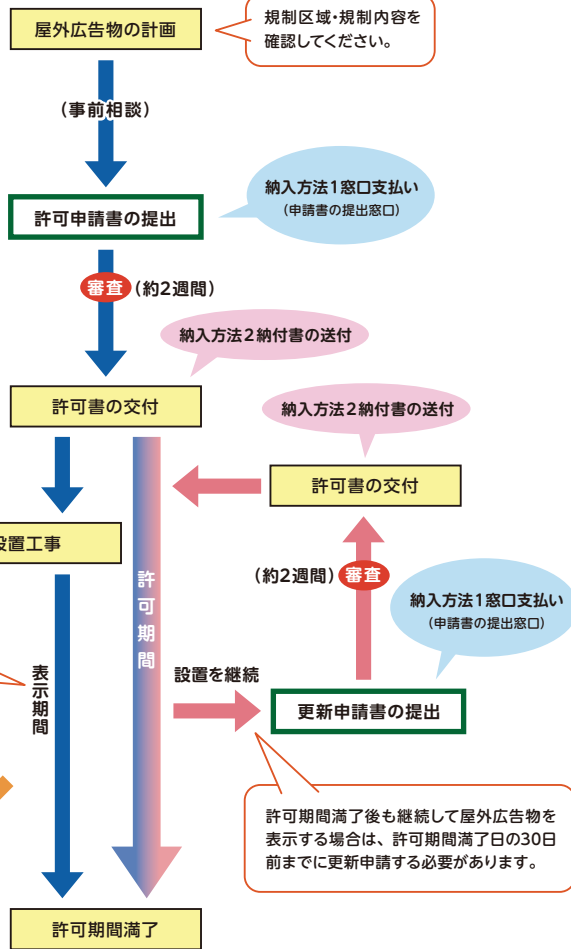 屋外広告物の計画
規制区域・規制内容を
確認してください。
（事前相談）
許可申請書の提出
納入方法1窓口支払い
（申請書の提出窓口）
審査（約2週間）
納入方法2納付書の送付
許可書の交付
納入方法2納付書の送付
許可書の交付
設置工事
（約2週間）審査
納入方法1窓口支払い
（申請書の提出窓口）
許可期間
表示期間
設置を継続
更新申請書の提出
許可期間満了後も継続して屋外広告物を
表示する場合は、許可期間満了日の30日
前までに更新申請する必要があります。
許可期間満了